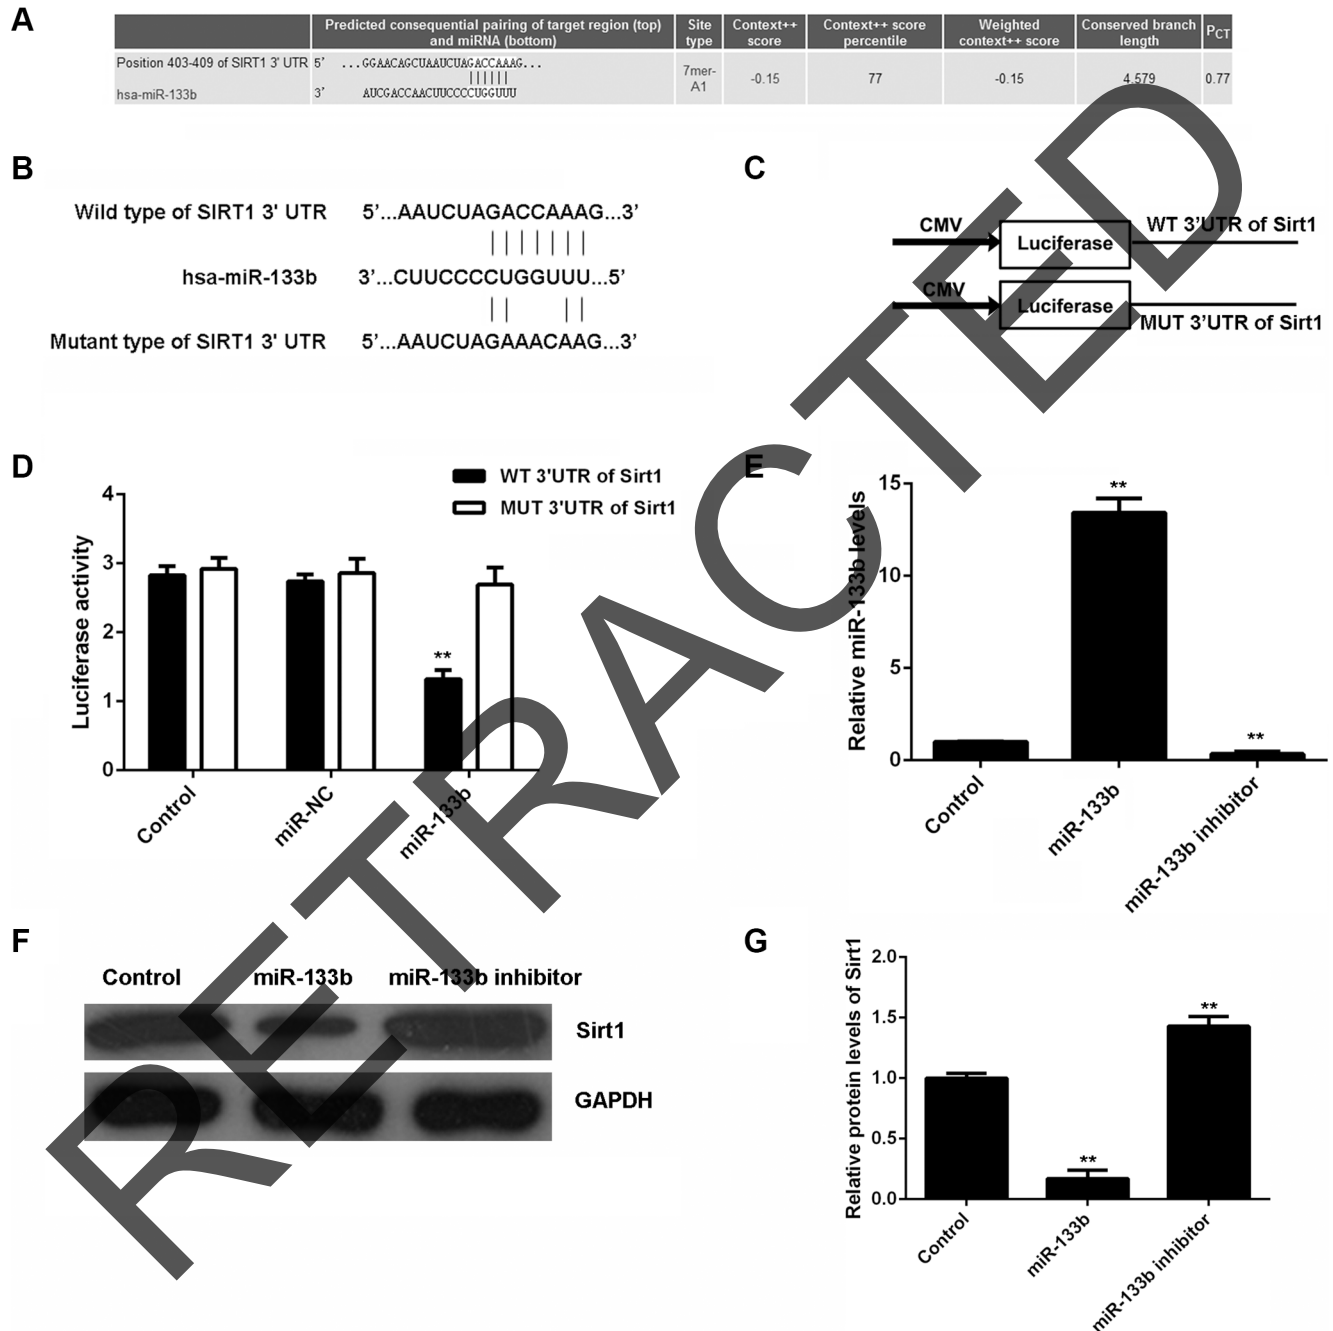 A
Predicted consequential pairing of target region (top) and miRNA (bottom)
Site type
Context++ score
Context++ score percentile
Weighted context++ score
Conserved branch length
PCT
Position 403-409 of SIRT1 3' UTR 5' ...GGAACAGCUAAUCUAGACCAAAG...
hsa-miR-133b 3' AUCGACCAACUUCCCCUGGUUU
7mer-A1
-0.15
77
-0.15
4.579
0.77
B
Wild type of SIRT1 3' UTR 5'...AAUCUAGACCAAAG...3'
hsa-miR-133b 3'...CUUCCCCUGGUUU...5'
Mutant type of SIRT1 3' UTR 5'...AAUCUAGAAACAAG...3'
C
CMV Luciferase WT 3'UTR of Sirt1
CMV Luciferase MUT 3'UTR of Sirt1
D
WT 3'UTR of Sirt1
MUT 3'UTR of Sirt1
Luciferase activity
4
3
2
1
0
**
Control
miR-NC
miR-133b
E
Relative miR-133b levels
15
10
5
0
**
**
Control
miR-133b
miR-133b inhibitor
F
Control miR-133b miR-133b inhibitor
Sirt1
GAPDH
G
Relative protein levels of Sirt1
2.0
1.5
1.0
0.5
0.0
**
**
Control
miR-133b
miR-133b inhibitor
RETRACTED